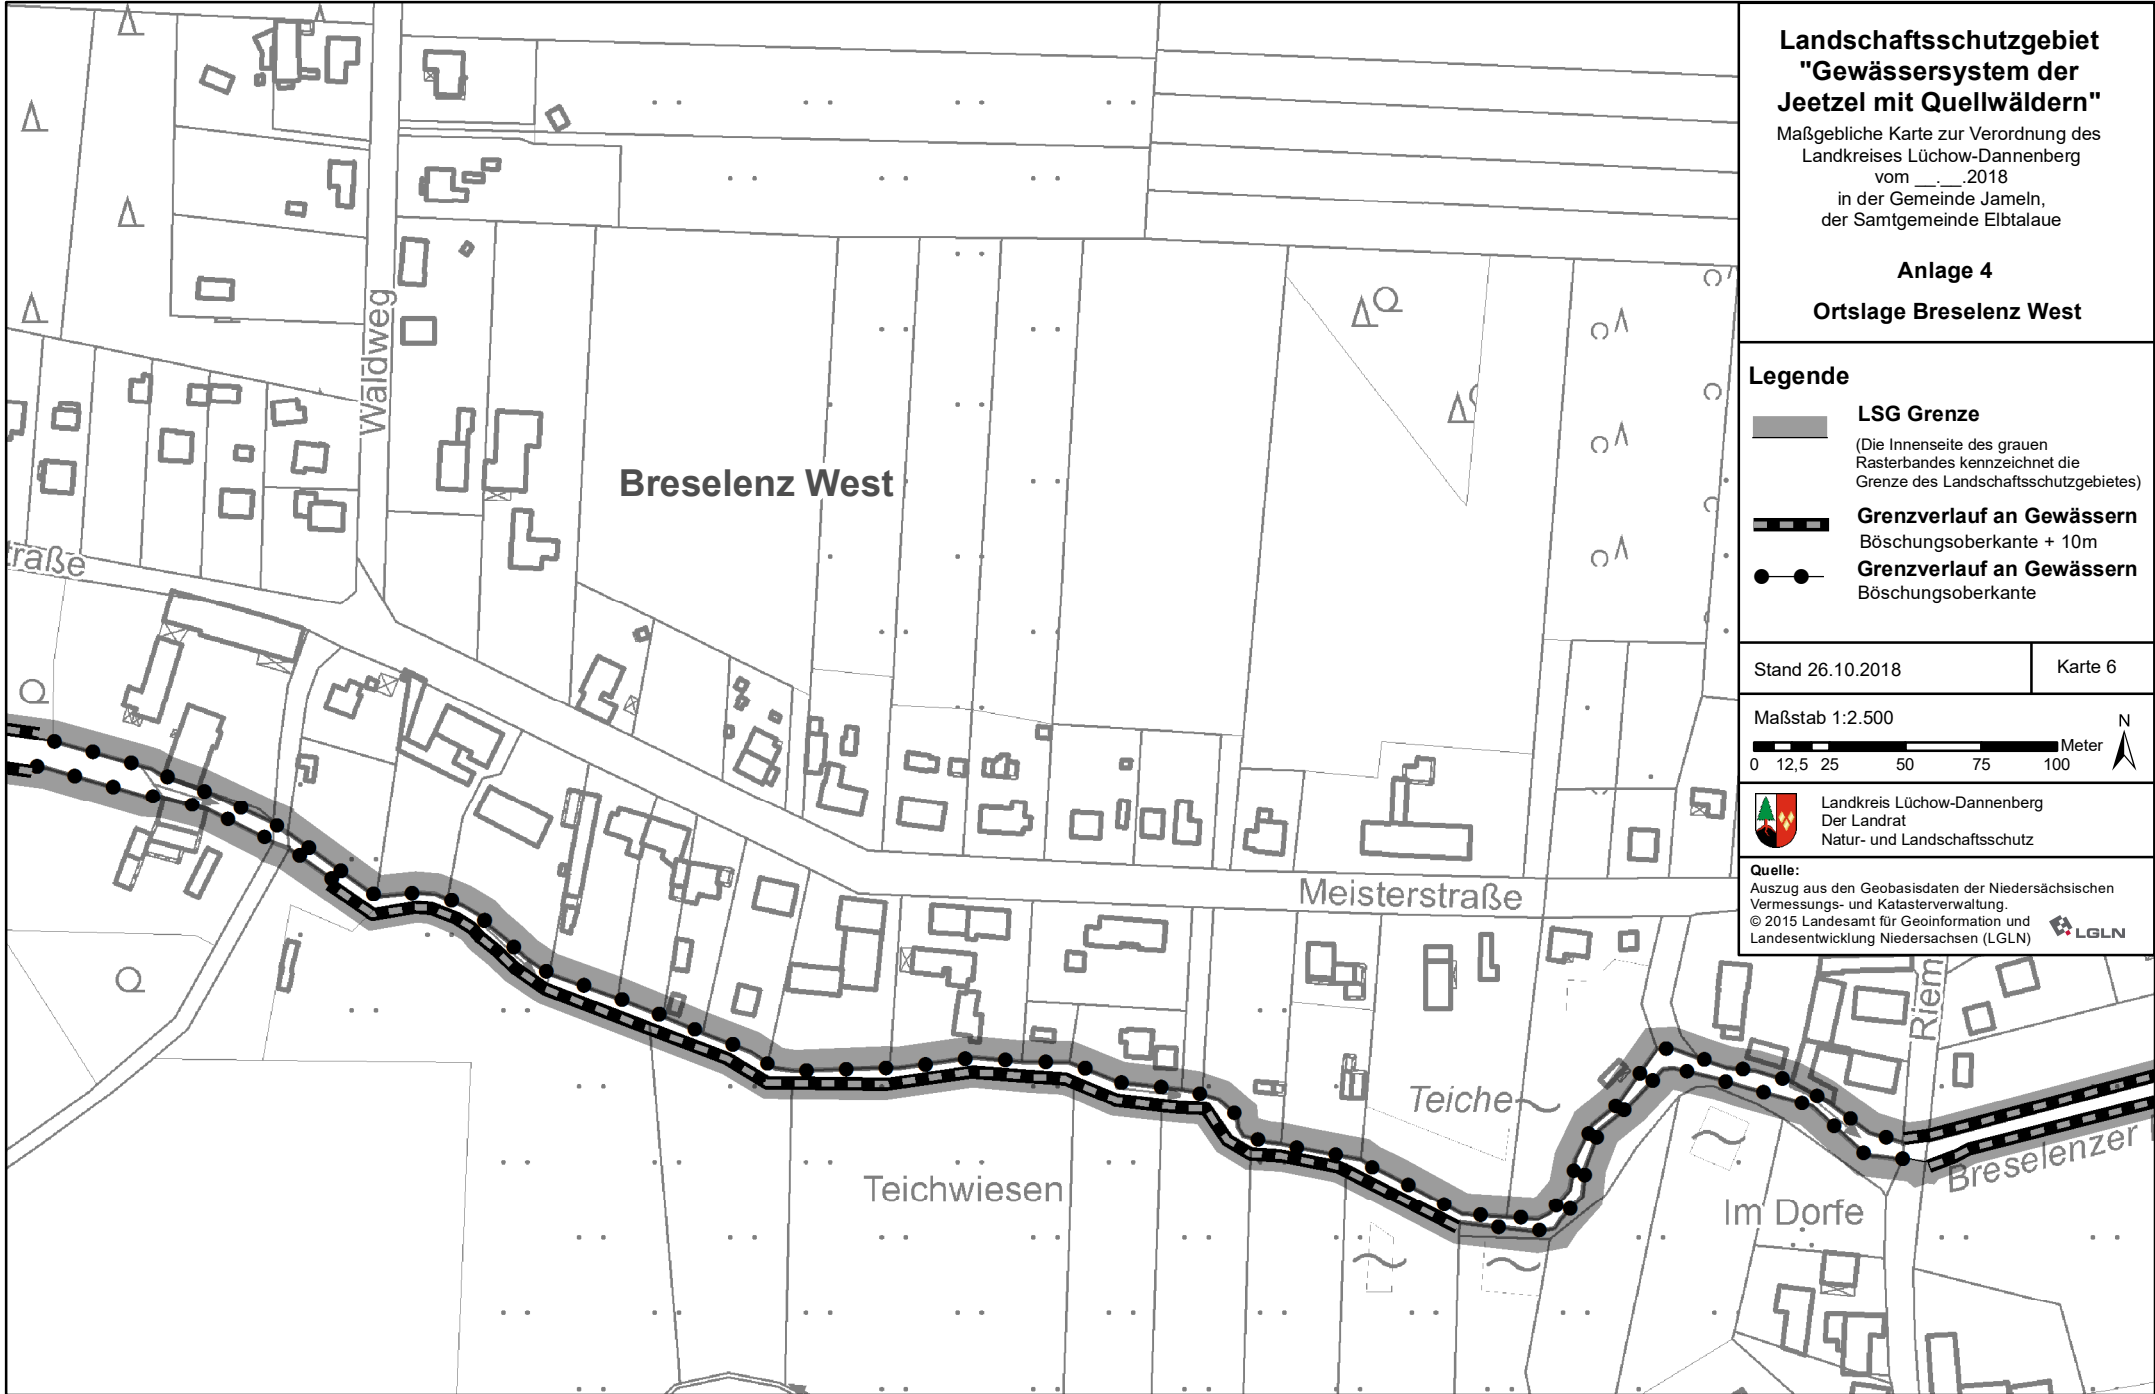 Landschaftsschutzgebiet
"Gewässersystem der
Jeetzel mit Quellwäldern"
Maßgebliche Karte zur Verordnung des
Landkreises Lüchow-Dannenberg
vom __.__.2018
in der Gemeinde Jameln,
der Samtgemeinde Elbtalaue
Anlage 4
Ortslage Breselenz West
Legende
LSG Grenze
(Die Innenseite des grauen
Rasterbandes kennzeichnet die
Grenze des Landschaftsschutzgebietes)
Grenzverlauf an Gewässern
Böschungsoberkante + 10m
Grenzverlauf an Gewässern
Böschungsoberkante
Stand 26.10.2018
Karte 6
Maßstab 1:2.500
N
Meter
0 12,5 25 50 75 100
Landkreis Lüchow-Dannenberg
Der Landrat
Natur- und Landschaftsschutz
Quelle:
Auszug aus den Geobasisdaten der Niedersächsischen
Vermessungs- und Katasterverwaltung.
© 2015 Landesamt für Geoinformation und
Landesentwicklung Niedersachsen (LGLN)
LGLN
Waldweg
Breselenz West
traße
Meisterstraße
Riem
Teiche
Teichwiesen
Breselenzer
Im Dorfe